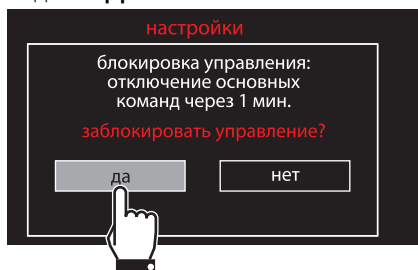 настройки
блокировка управления:
отключение основных
команд через 1 мин.
заблокировать управление?
да нет